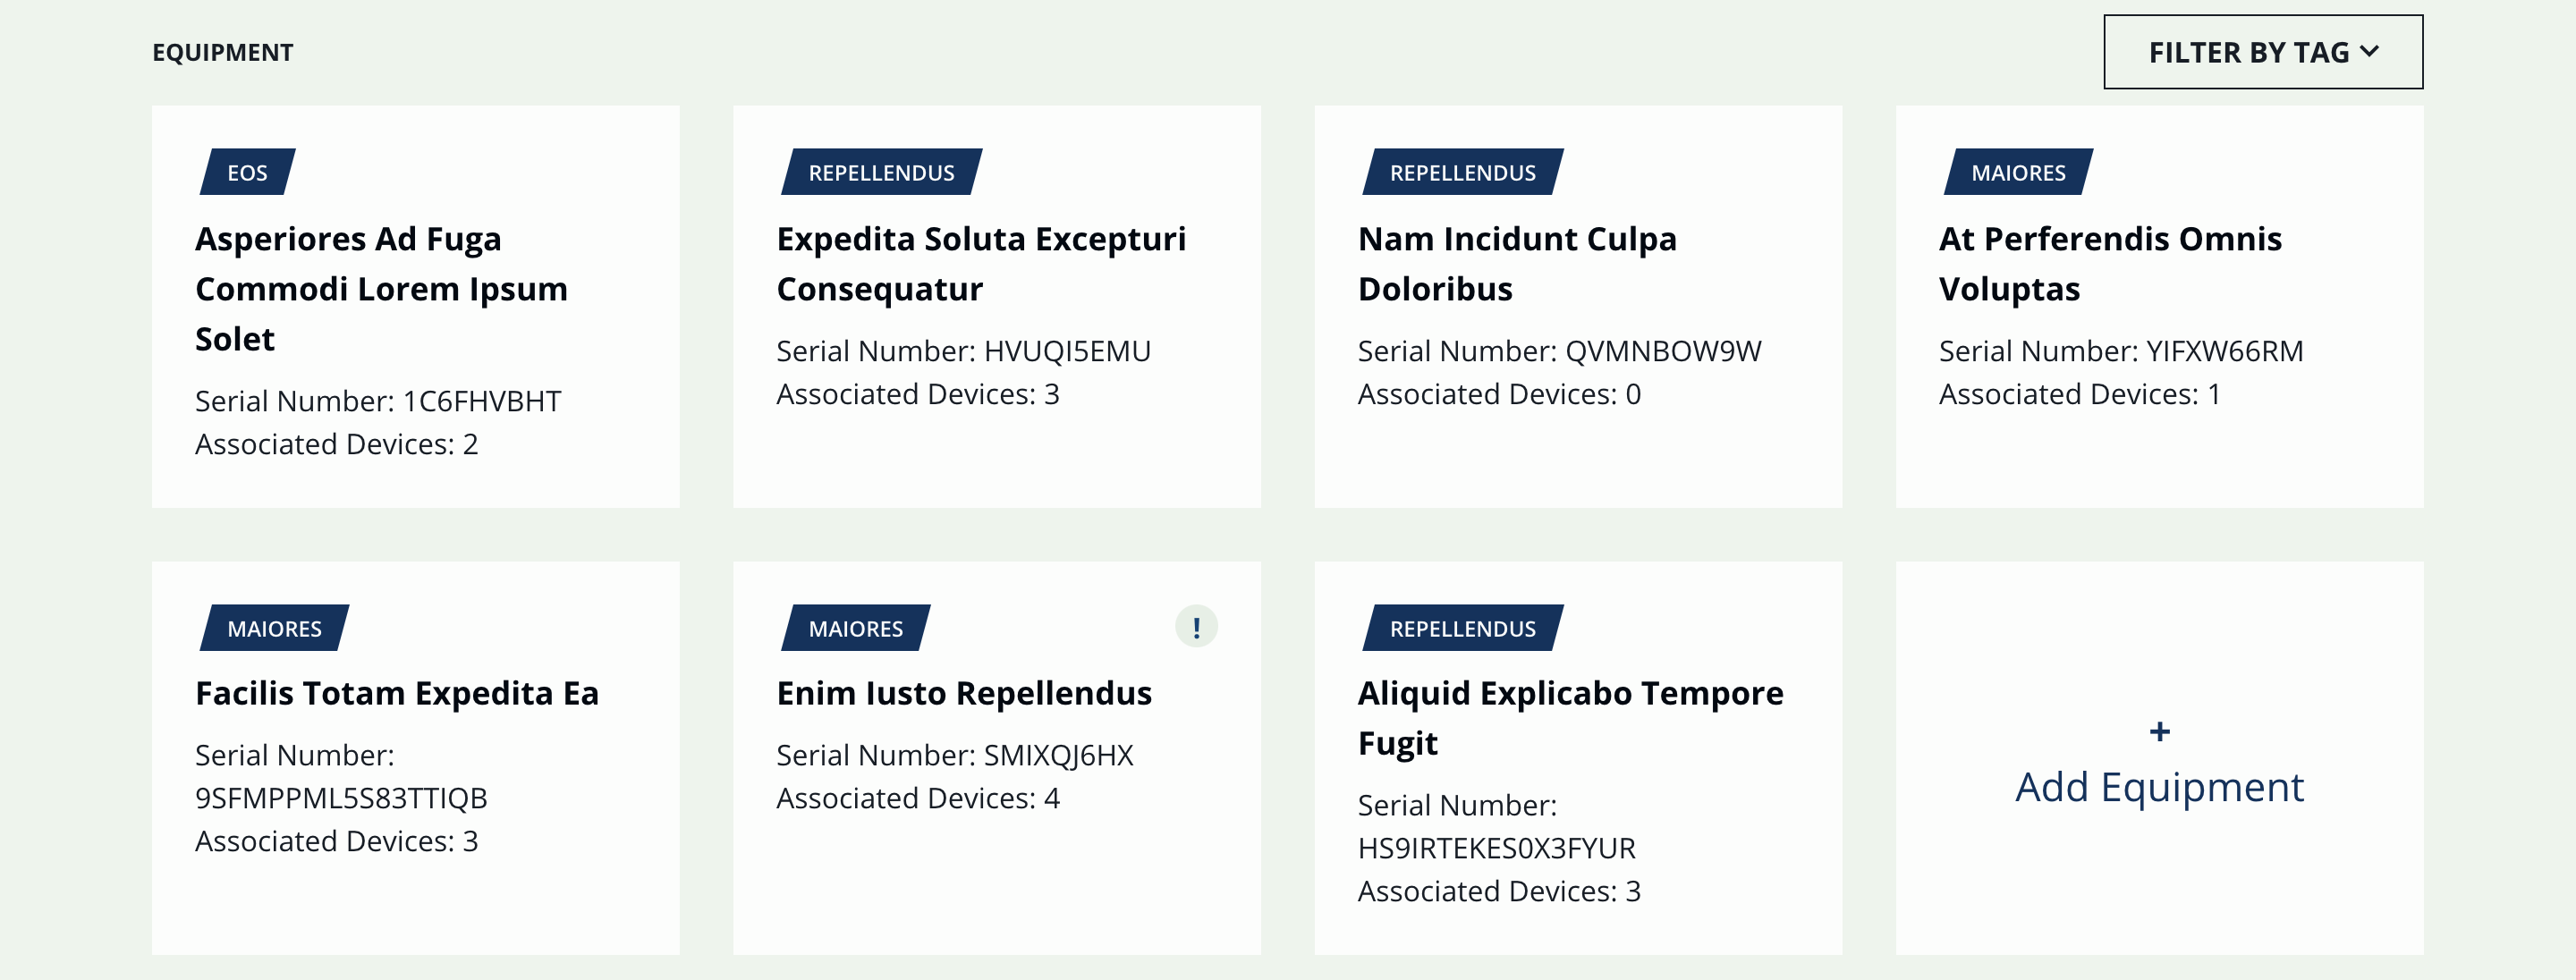 EQUIPMENT
FILTER BY TAG
EOS
Asperiores Ad Fuga
Commodi Lorem Ipsum
Solet
Serial Number: 1C6FHVBHT
Associated Devices: 2
REPELLENDUS
Expedita Soluta Excepturi
Consequatur
Serial Number: HVUQI5EMU
Associated Devices: 3
REPELLENDUS
Nam Incidunt Culpa
Doloribus
Serial Number: QVMNBOW9W
Associated Devices: 0
MAIORES
At Perferendis Omnis
Voluptas
Serial Number: YIFXW66RM
Associated Devices: 1
MAIORES
Facilis Totam Expedita Ea
Serial Number:
9SFMPPML5S83TTIQB
Associated Devices: 3
MAIORES
!
Enim Iusto Repellendus
Serial Number: SMIXQJ6HX
Associated Devices: 4
REPELLENDUS
Aliquid Explicabo Tempore
Fugit
Serial Number:
HS9IRTEKES0X3FYUR
Associated Devices: 3
+
Add Equipment